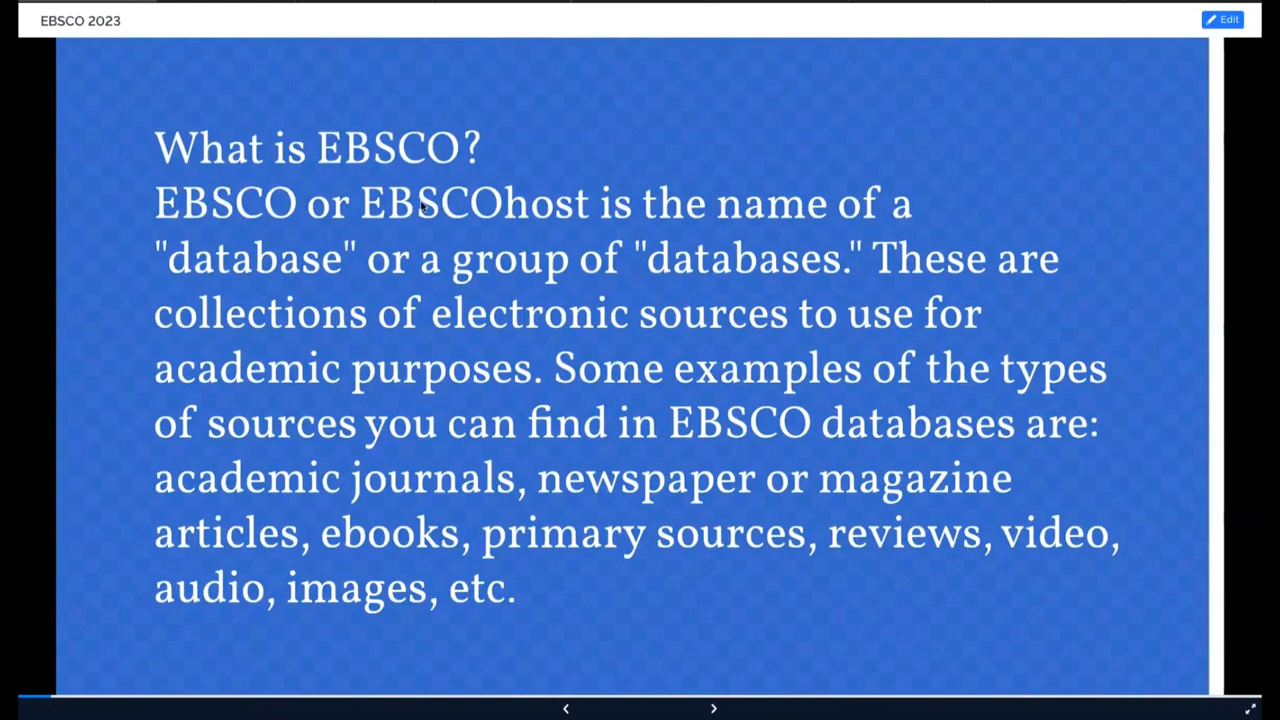 EBSCO 2023
Edit
What is EBSCO?
EBSCO or EBSCOhost is the name of a
"database" or a group of "databases." These are
collections of electronic sources to use for
academic purposes. Some examples of the types
of sources you can find in EBSCO databases are:
academic journals, newspaper or magazine
articles, ebooks, primary sources, reviews, video,
audio, images, etc.